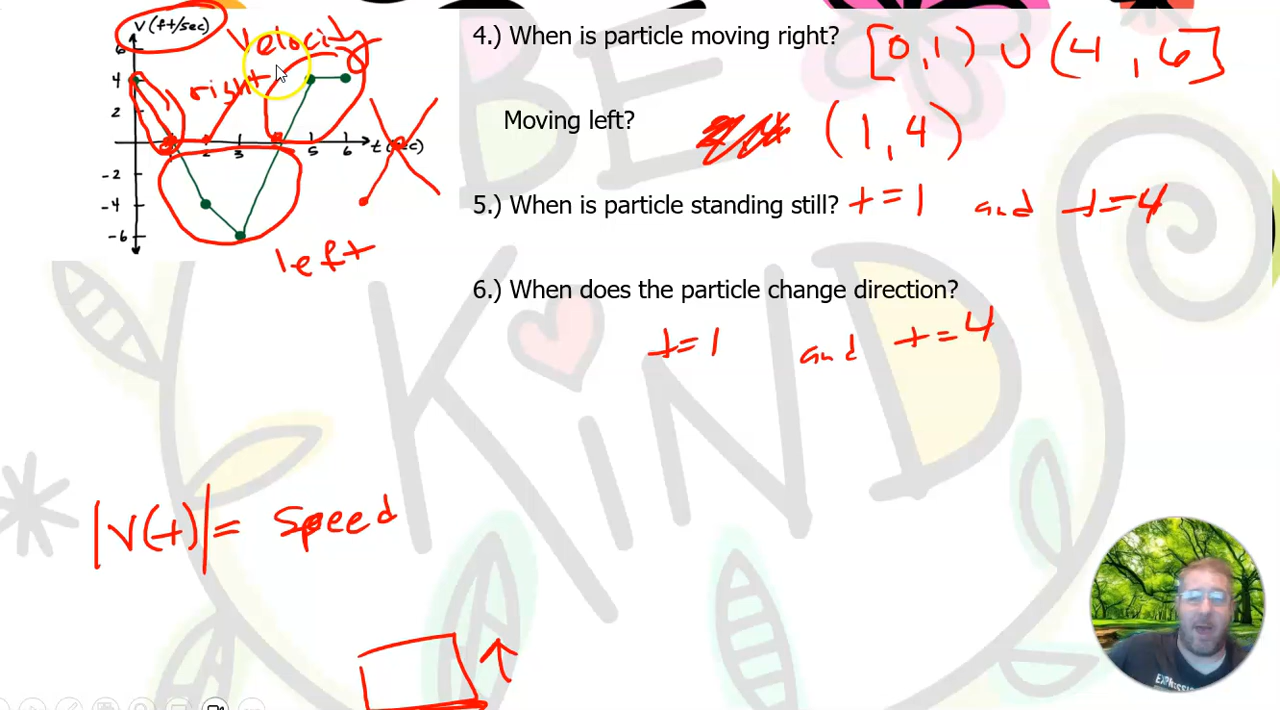 V (ft/sec)
Velocity
6
4
2
-2
-4
-6
right
2
3
5
6
left
4.) When is particle moving right? [0,1) ∪ (4, 6]
Moving left? (1, 4)
5.) When is particle standing still? t=1 and t=4
6.) When does the particle change direction?
t=1 and t=4
|V(t)| = Speed
BE
KiND
EXPRESSI